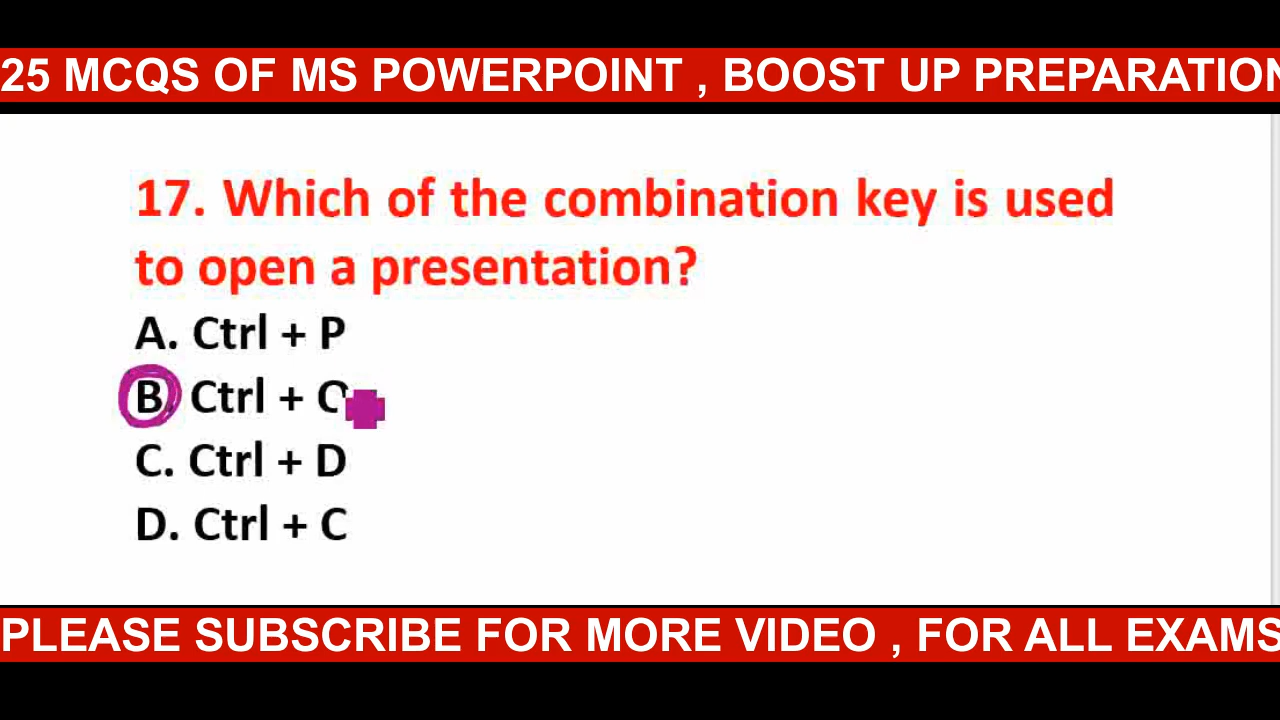 25 MCQS OF MS POWERPOINT , BOOST UP PREPARATION
17. Which of the combination key is used
to open a presentation?
A. Ctrl + P
B. Ctrl + O
C. Ctrl + D
D. Ctrl + C
PLEASE SUBSCRIBE FOR MORE VIDEO , FOR ALL EXAMS